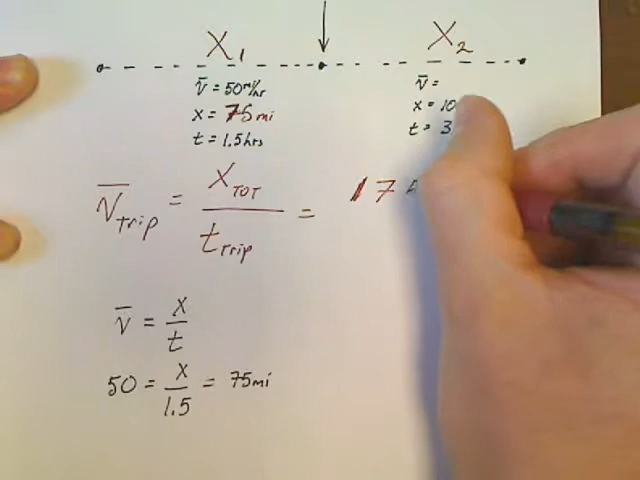 X₁ X₂
v̄ = 50 mi/hr v̄ =
x = 75 mi x = 10
t = 1.5 hrs t = 3
v̄trip = XTOT / ttrip = 17
v̄ = x / t
50 = x / 1.5 = 75 mi